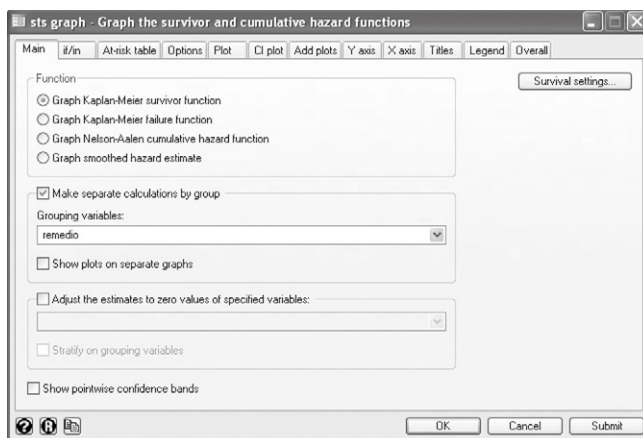 sts graph - Graph the survivor and cumulative hazard functions
Main if/in At-risk table Options Plot CI plot Add plots Y axis X axis Titles Legend Overall
Function
Survival settings...
Graph Kaplan-Meier survivor function
Graph Kaplan-Meier failure function
Graph Nelson-Aalen cumulative hazard function
Graph smoothed hazard estimate
Make separate calculations by group
Grouping variables:
remedio
Show plots on separate graphs
Adjust the estimates to zero values of specified variables:
Stratify on grouping variables
Show pointwise confidence bands
? R OK Cancel Submit